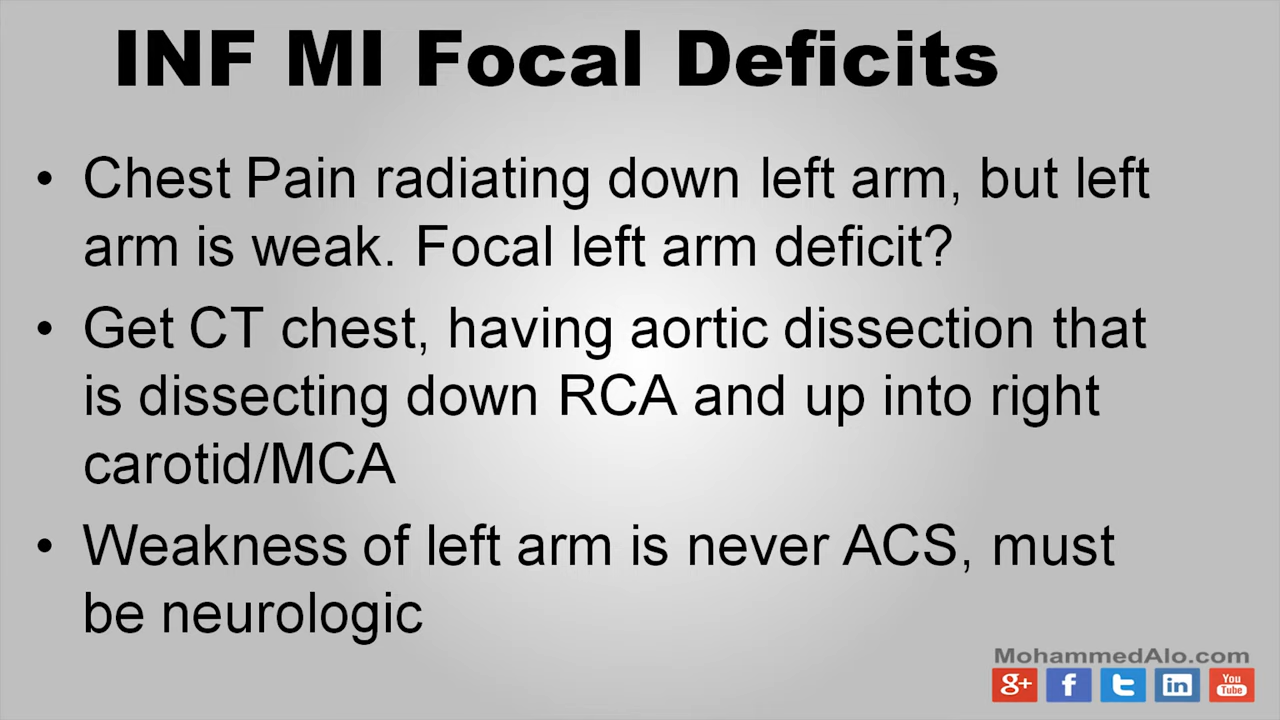 INF MI Focal Deficits
• Chest Pain radiating down left arm, but left
arm is weak. Focal left arm deficit?
• Get CT chest, having aortic dissection that
is dissecting down RCA and up into right
carotid/MCA
• Weakness of left arm is never ACS, must
be neurologic
MohammedAlo.com
g+ f t in You Tube